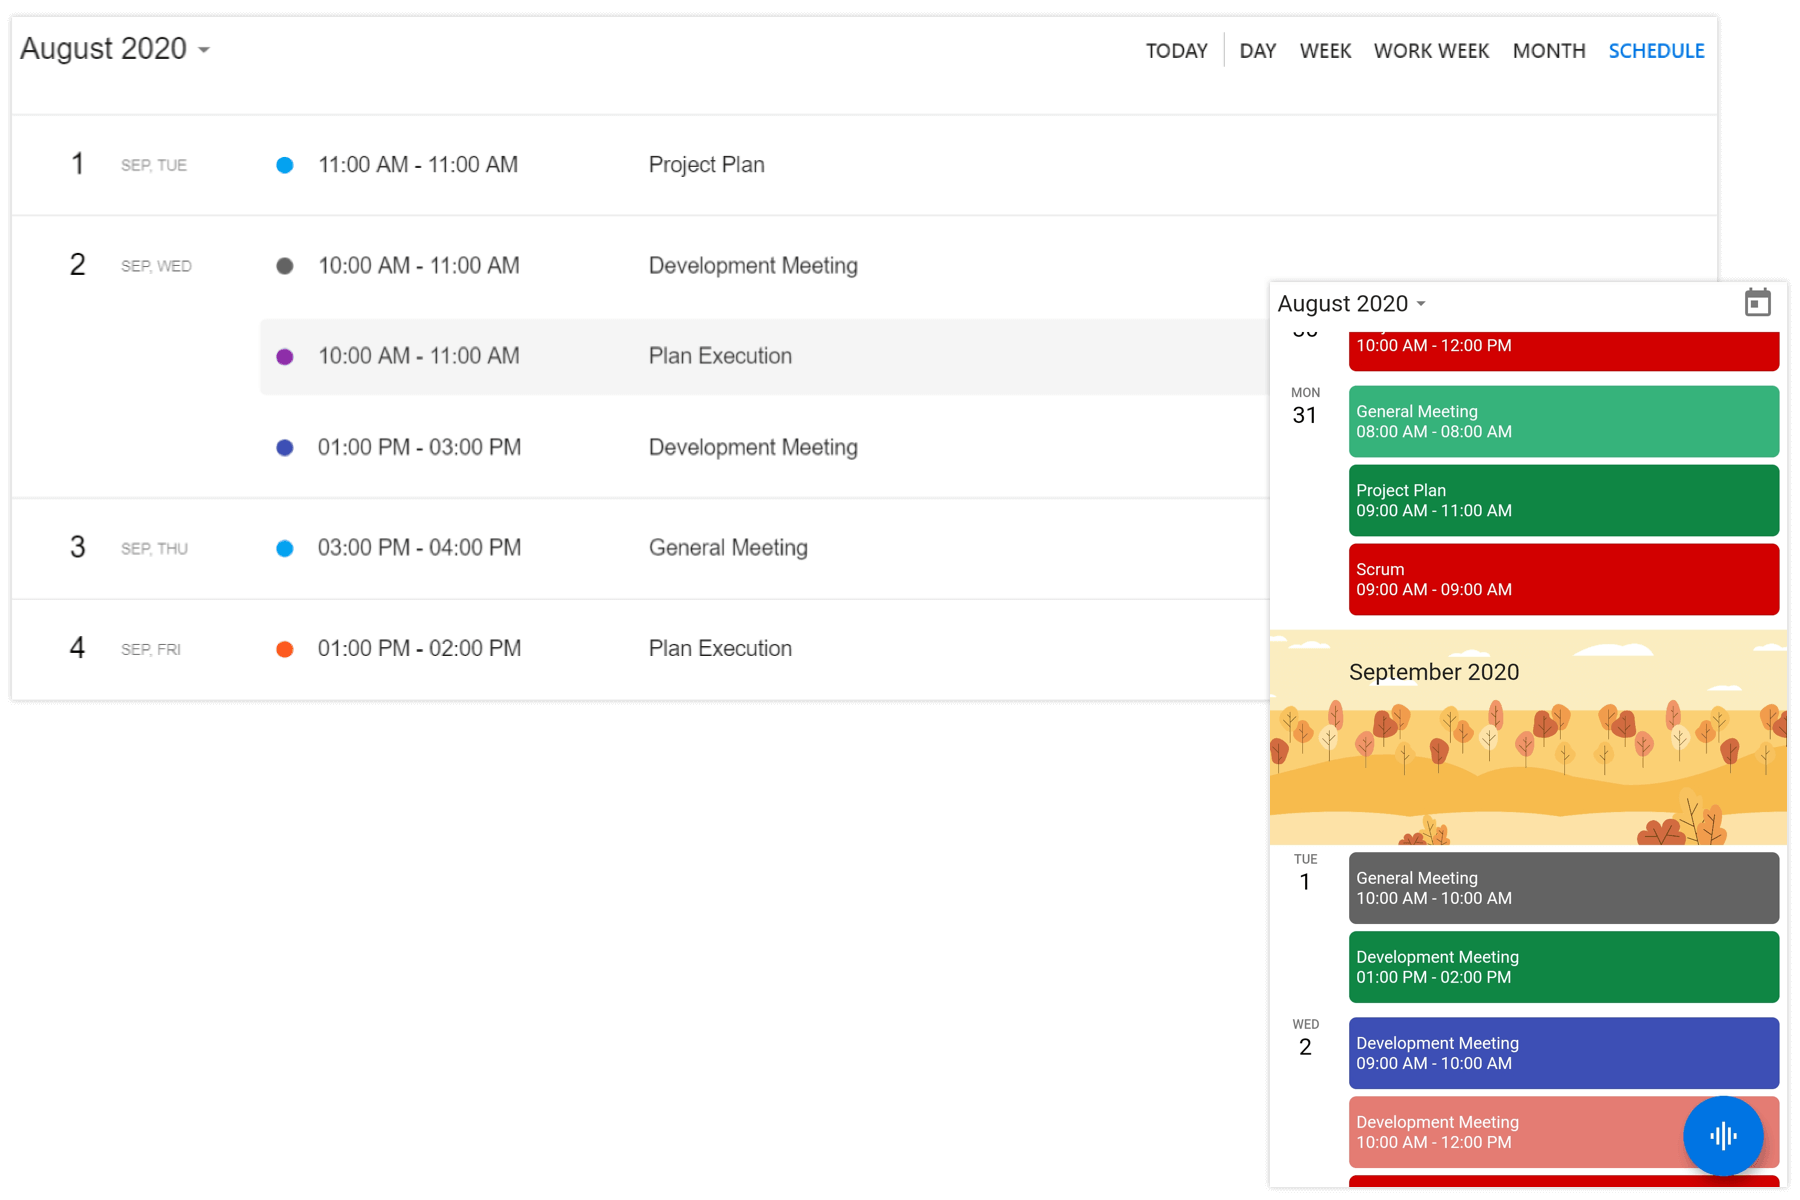 August 2020
TODAY DAY WEEK WORK WEEK MONTH SCHEDULE
1 SEP, TUE 11:00 AM - 11:00 AM Project Plan
2 SEP, WED 10:00 AM - 11:00 AM Development Meeting
10:00 AM - 11:00 AM Plan Execution
01:00 PM - 03:00 PM Development Meeting
3 SEP, THU 03:00 PM - 04:00 PM General Meeting
4 SEP, FRI 01:00 PM - 02:00 PM Plan Execution
August 2020
10:00 AM - 12:00 PM
MON
31
General Meeting
08:00 AM - 08:00 AM
Project Plan
09:00 AM - 11:00 AM
Scrum
09:00 AM - 09:00 AM
September 2020
TUE
1
General Meeting
10:00 AM - 10:00 AM
Development Meeting
01:00 PM - 02:00 PM
WED
2
Development Meeting
09:00 AM - 10:00 AM
Development Meeting
10:00 AM - 12:00 PM